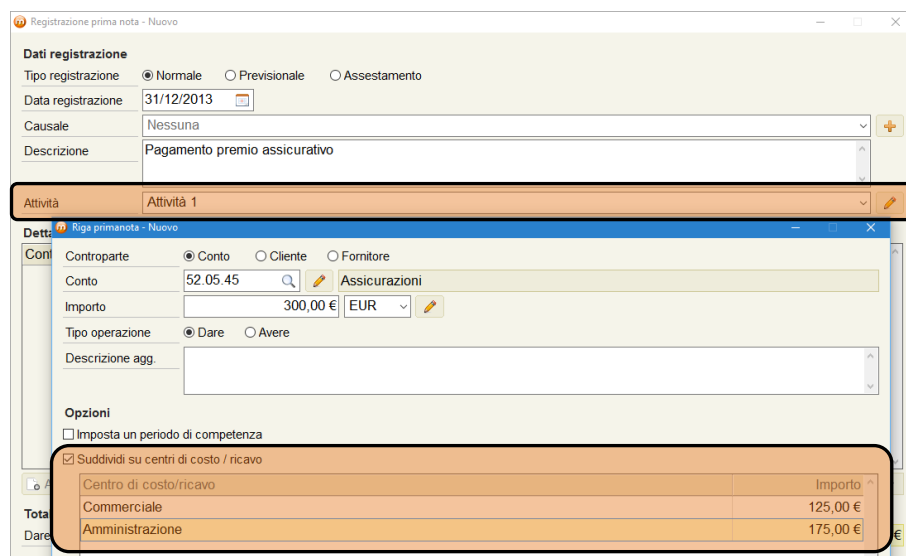 Registrazione prima nota - Nuovo
Dati registrazione
Tipo registrazione Normale Previsionale Assestamento
Data registrazione 31/12/2013
Causale Nessuna
Descrizione Pagamento premio assicurativo
Attività Attività 1
Riga primanota - Nuovo
Controparte Conto Cliente Fornitore
Conto 52.05.45 Assicurazioni
Importo 300,00 € EUR
Tipo operazione Dare Avere
Descrizione agg.
Opzioni
Imposta un periodo di competenza
Suddividi su centri di costo / ricavo
Centro di costo/ricavo Importo
Commerciale 125,00 €
Amministrazione 175,00 €
Dare €